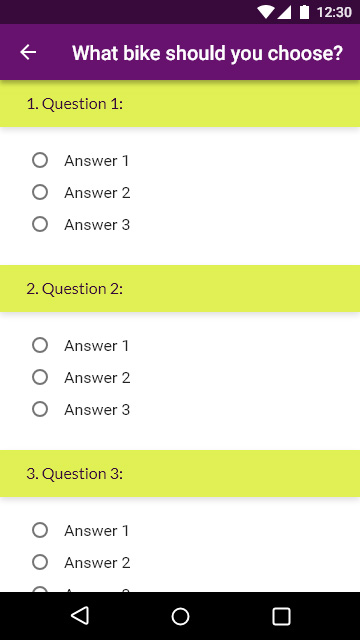 12:30
What bike should you choose?
1. Question 1:
Answer 1
Answer 2
Answer 3
2. Question 2:
Answer 1
Answer 2
Answer 3
3. Question 3:
Answer 1
Answer 2